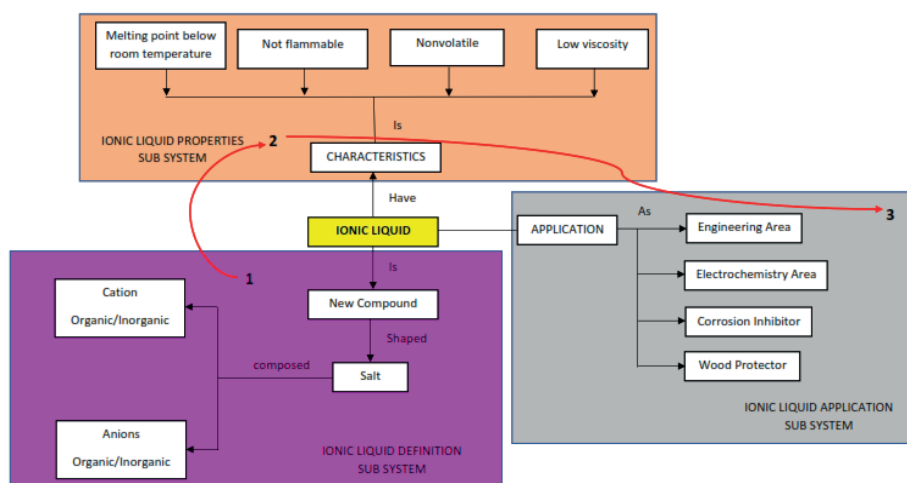 Melting point below
room temperature
Not flammable
Nonvolatile
Low viscosity
Is
IONIC LIQUID PROPERTIES
SUB SYSTEM
2
CHARACTERISTICS
Have
IONIC LIQUID
APPLICATION
As
3
Engineering Area
Electrochemistry Area
Corrosion Inhibitor
Wood Protector
IONIC LIQUID APPLICATION
SUB SYSTEM
1
Is
New Compound
Shaped
Salt
composed
Cation
Organic/Inorganic
Anions
Organic/Inorganic
IONIC LIQUID DEFINITION
SUB SYSTEM